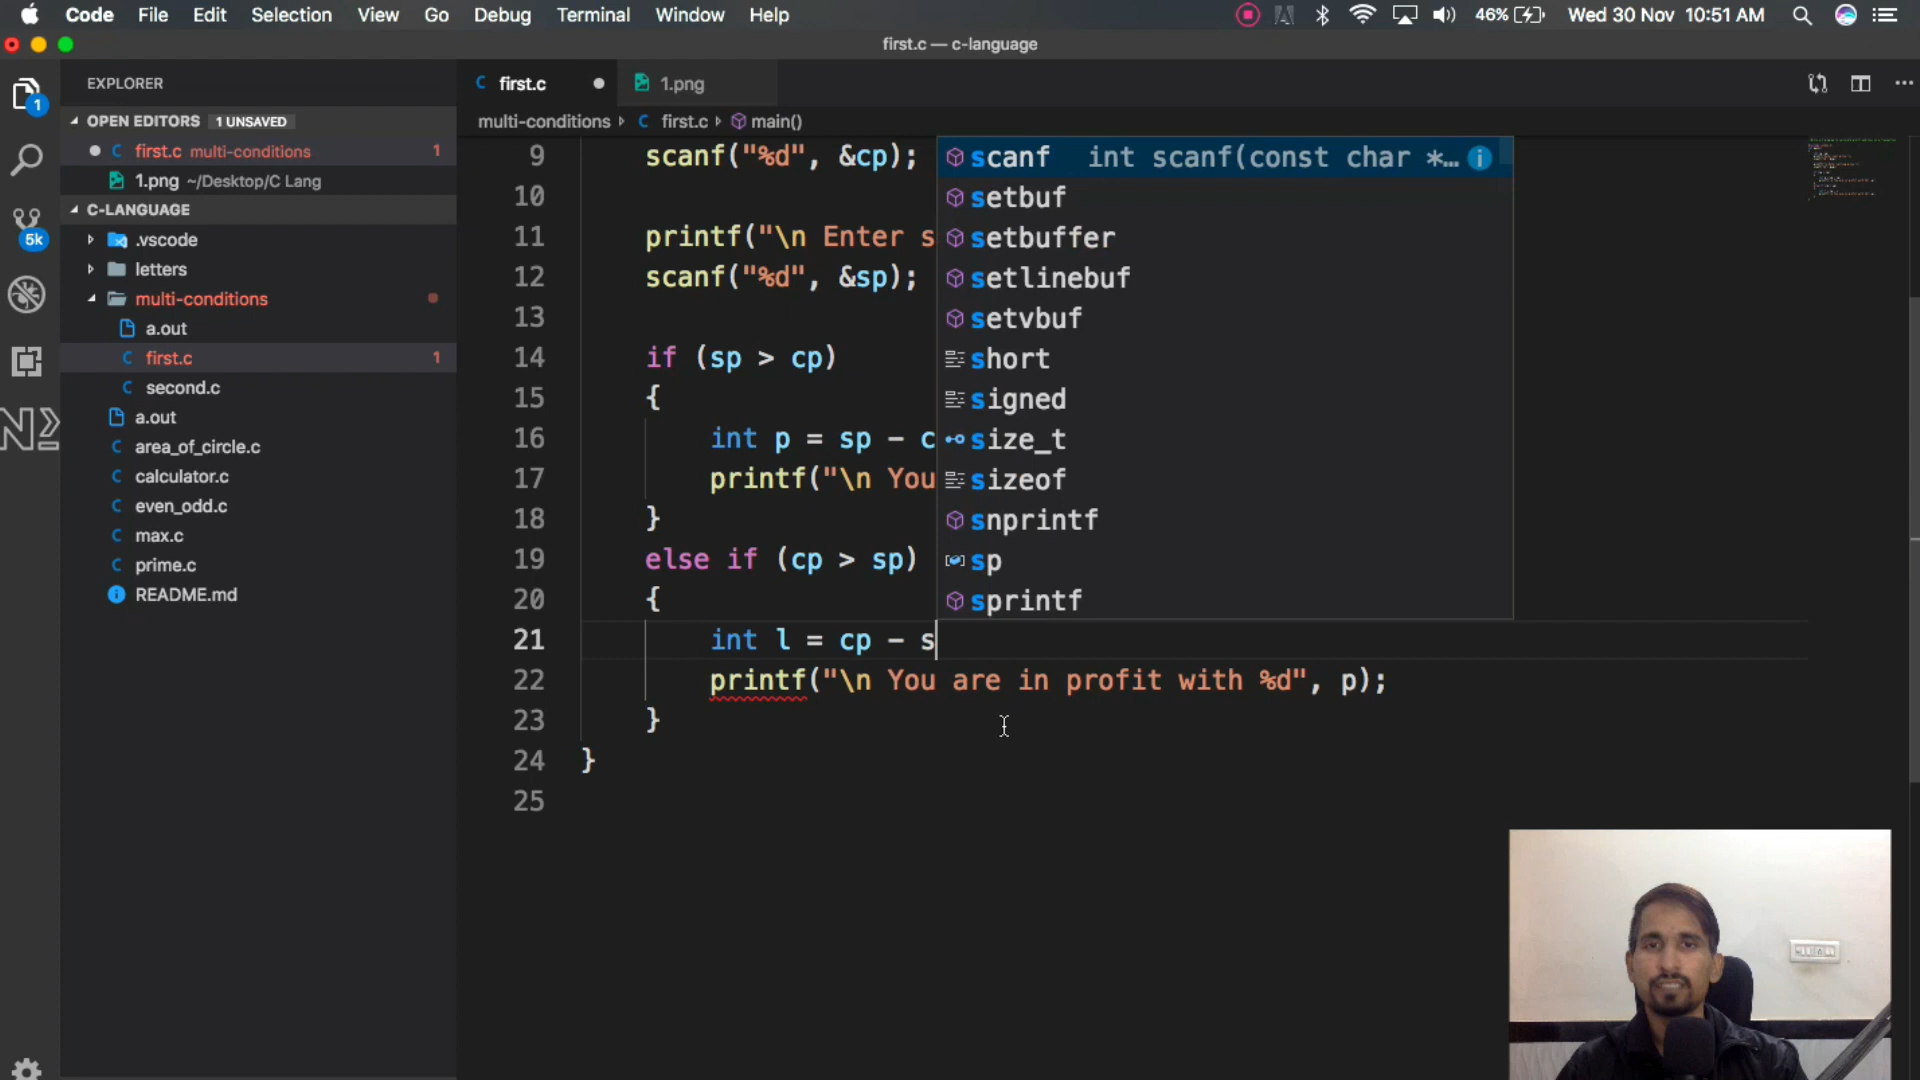 Code File Edit Selection View Go Debug Terminal Window Help 46% Wed 30 Nov 10:51 AM
first.c — c-language
EXPLORER
OPEN EDITORS 1 UNSAVED
first.c multi-conditions 1
1.png ~/Desktop/C Lang
C-LANGUAGE
.vscode
letters
multi-conditions
a.out
first.c 1
second.c
a.out
area_of_circle.c
calculator.c
even_odd.c
max.c
prime.c
README.md
1
5k
first.c 1.png
multi-conditions first.c main()
9 scanf("%d", &cp);
10
11 printf("\n Enter s
12 scanf("%d", &sp);
13
14 if (sp > cp)
15 {
16 int p = sp - c
17 printf("\n You
18 }
19 else if (cp > sp)
20 {
21 int l = cp - s
22 printf("\n You are in profit with %d", p);
23 }
24 }
25
scanf int scanf(const char *…
setbuf
setbuffer
setlinebuf
setvbuf
short
signed
size_t
sizeof
snprintf
sp
sprintf